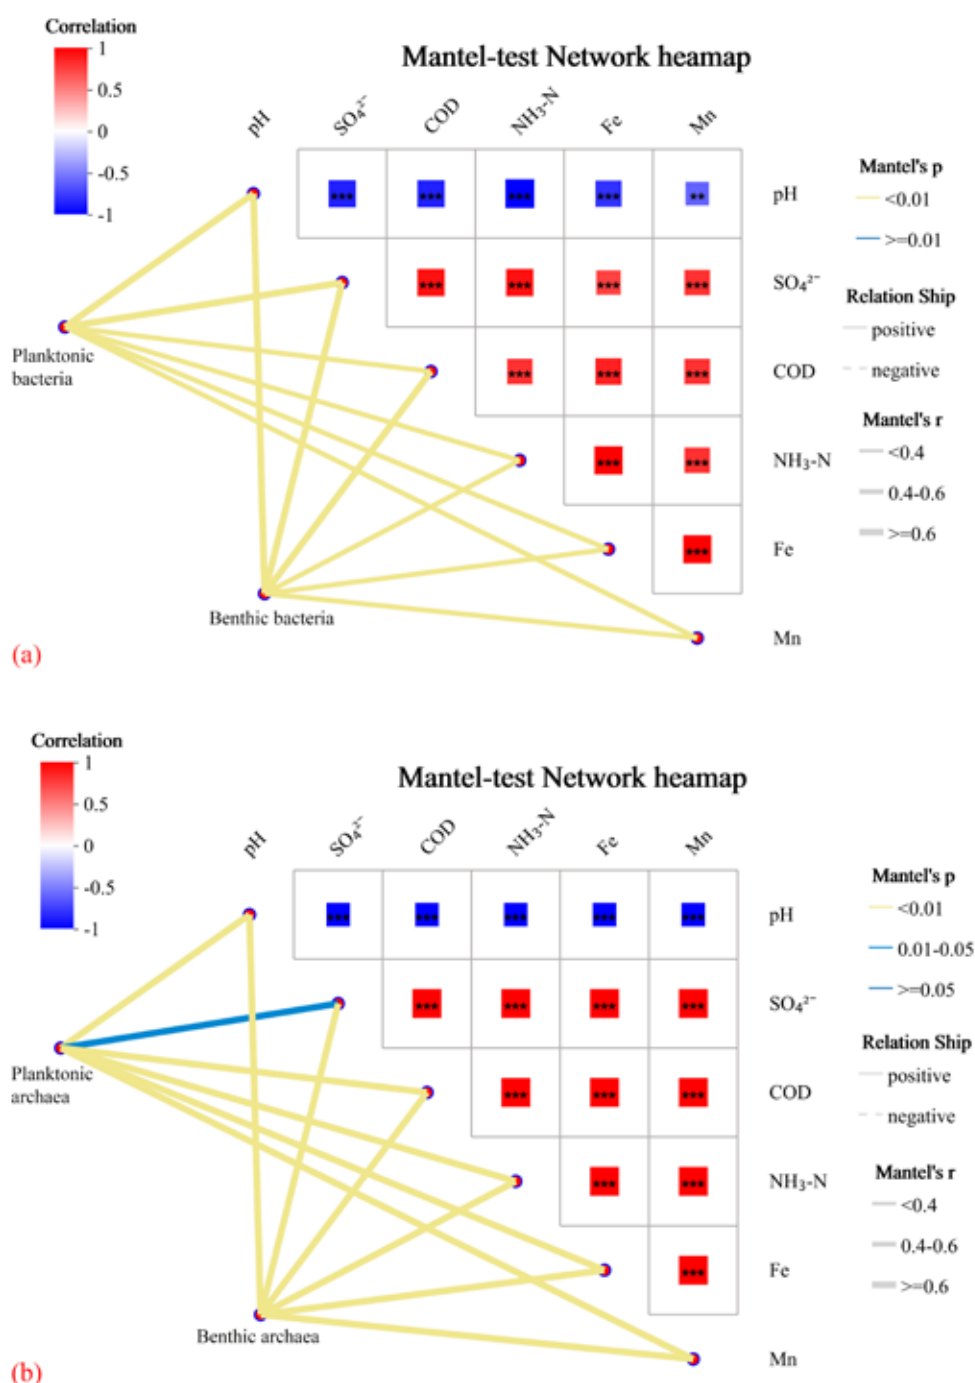 Correlation
1
0.5
0
-0.5
-1
Mantel-test Network heamap
pH
SO₄²⁻
COD
NH₃-N
Fe
Mn
*** *** *** *** **
pH
*** *** *** ***
SO₄²⁻
*** *** ***
COD
*** ***
NH₃-N
***
Fe
Mn
Planktonic
bacteria
Benthic bacteria
Mantel's p
<0.01
>=0.01
Relation Ship
positive
negative
Mantel's r
<0.4
0.4-0.6
>=0.6
(a)
Correlation
1
0.5
0
-0.5
-1
Mantel-test Network heamap
pH
SO₄²⁻
COD
NH₃-N
Fe
Mn
*** *** *** *** ***
pH
*** *** *** ***
SO₄²⁻
*** *** ***
COD
*** ***
NH₃-N
***
Fe
Mn
Planktonic
archaea
Benthic archaea
Mantel's p
<0.01
0.01-0.05
>=0.05
Relation Ship
positive
negative
Mantel's r
<0.4
0.4-0.6
>=0.6
(b)